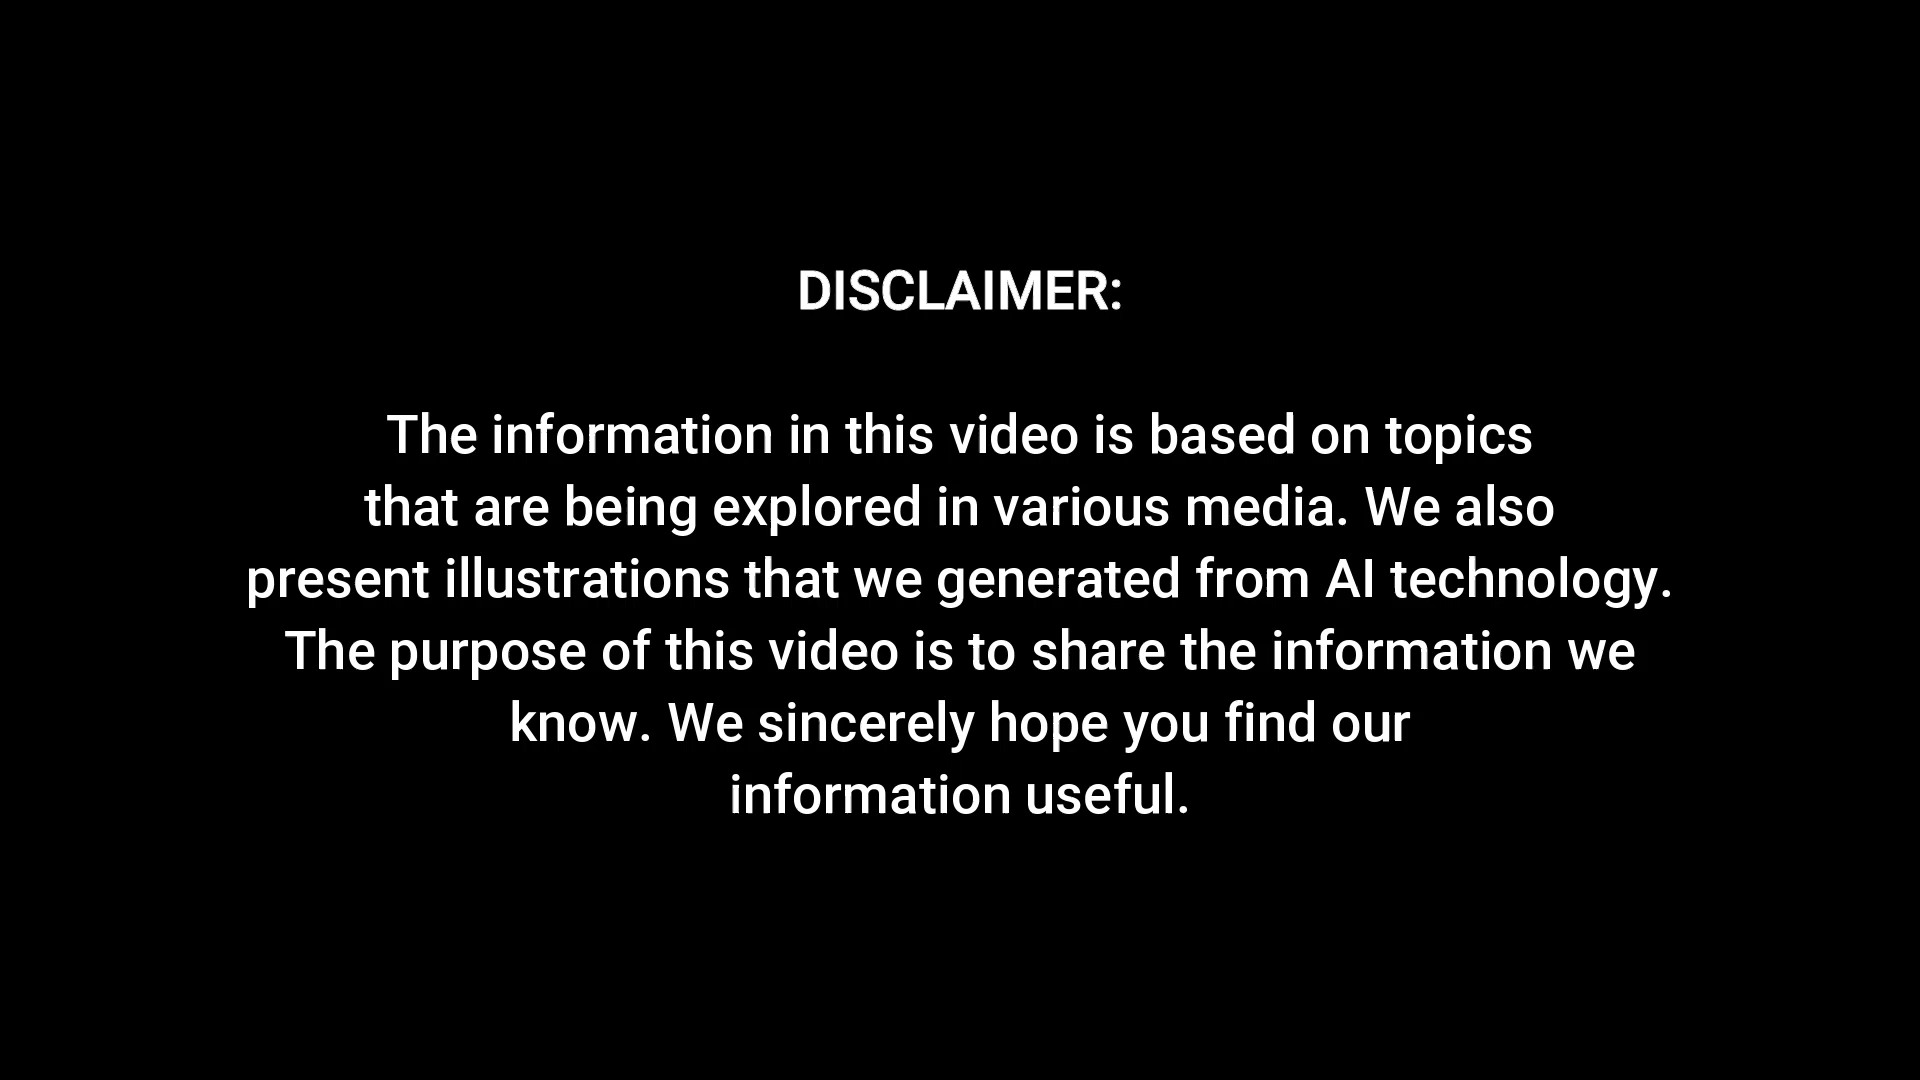 DISCLAIMER:
The information in this video is based on topics
that are being explored in various media. We also
present illustrations that we generated from AI technology.
The purpose of this video is to share the information we
know. We sincerely hope you find our
information useful.